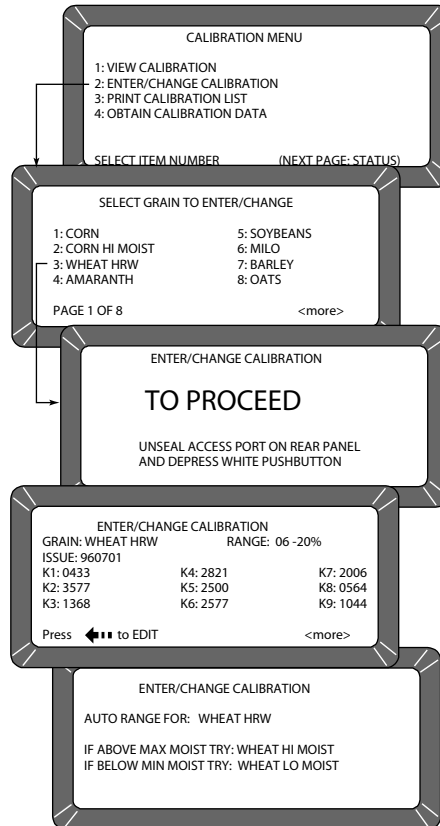 CALIBRATION MENU
1: VIEW CALIBRATION
2: ENTER/CHANGE CALIBRATION
3: PRINT CALIBRATION LIST
4: OBTAIN CALIBRATION DATA
SELECT ITEM NUMBER (NEXT PAGE: STATUS)
SELECT GRAIN TO ENTER/CHANGE
1: CORN 5: SOYBEANS
2: CORN HI MOIST 6: MILO
3: WHEAT HRW 7: BARLEY
4: AMARANTH 8: OATS
PAGE 1 OF 8 <more>
ENTER/CHANGE CALIBRATION
TO PROCEED
UNSEAL ACCESS PORT ON REAR PANEL
AND DEPRESS WHITE PUSHBUTTON
ENTER/CHANGE CALIBRATION
GRAIN: WHEAT HRW RANGE: 06 -20%
ISSUE: 960701
K1: 0433 K4: 2821 K7: 2006
K2: 3577 K5: 2500 K8: 0564
K3: 1368 K6: 2577 K9: 1044
Press to EDIT <more>
ENTER/CHANGE CALIBRATION
AUTO RANGE FOR: WHEAT HRW
IF ABOVE MAX MOIST TRY: WHEAT HI MOIST
IF BELOW MIN MOIST TRY: WHEAT LO MOIST